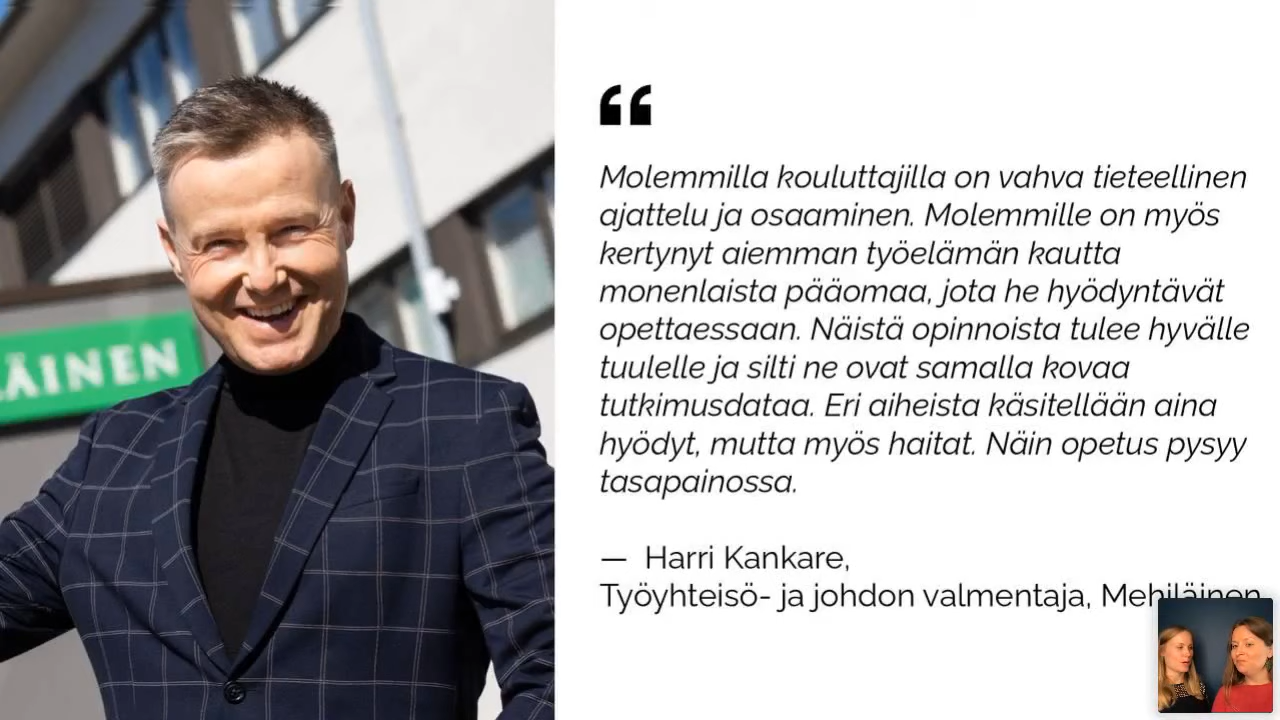 LÄINEN
“
Molemmilla kouluttajilla on vahva tieteellinen
ajattelu ja osaaminen. Molemmille on myös
kertynyt aiemman työelämän kautta
monenlaista pääomaa, jota he hyödyntävät
opettaessaan. Näistä opinnoista tulee hyvälle
tuulelle ja silti ne ovat samalla kovaa
tutkimusdataa. Eri aiheista käsitellään aina
hyödyt, mutta myös haitat. Näin opetus pysyy
tasapainossa.
— Harri Kankare,
Työyhteisö- ja johdon valmentaja, Mehiläinen